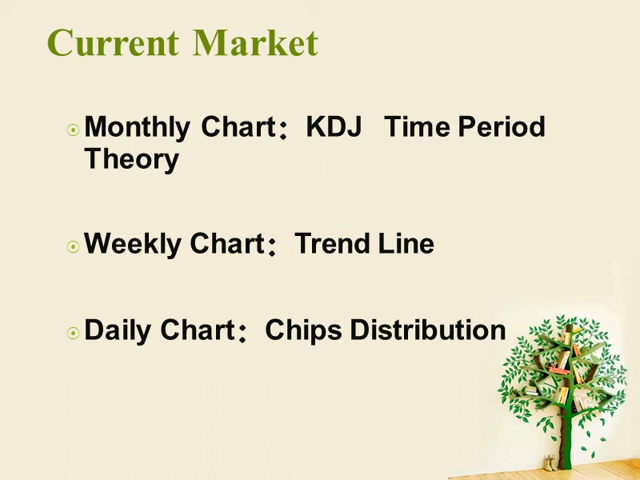 Current Market
Monthly Chart：KDJ Time Period
Theory
Weekly Chart：Trend Line
Daily Chart：Chips Distribution